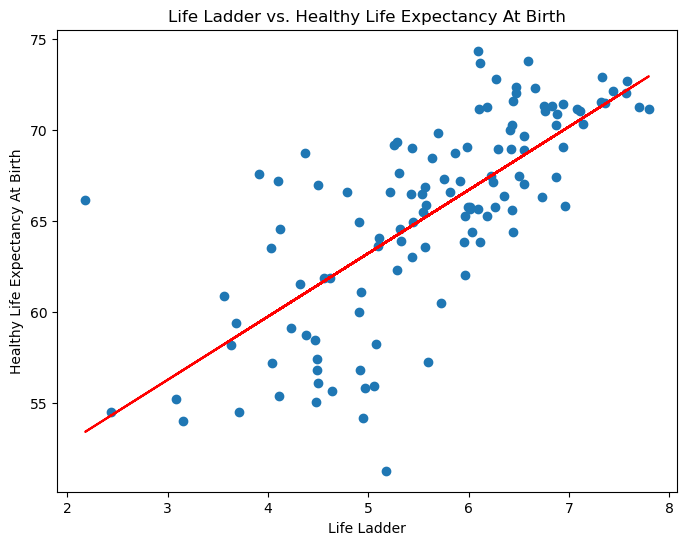 Life Ladder vs. Healthy Life Expectancy At Birth
75
70
65
60
55
Healthy Life Expectancy At Birth
2 3 4 5 6 7 8
Life Ladder